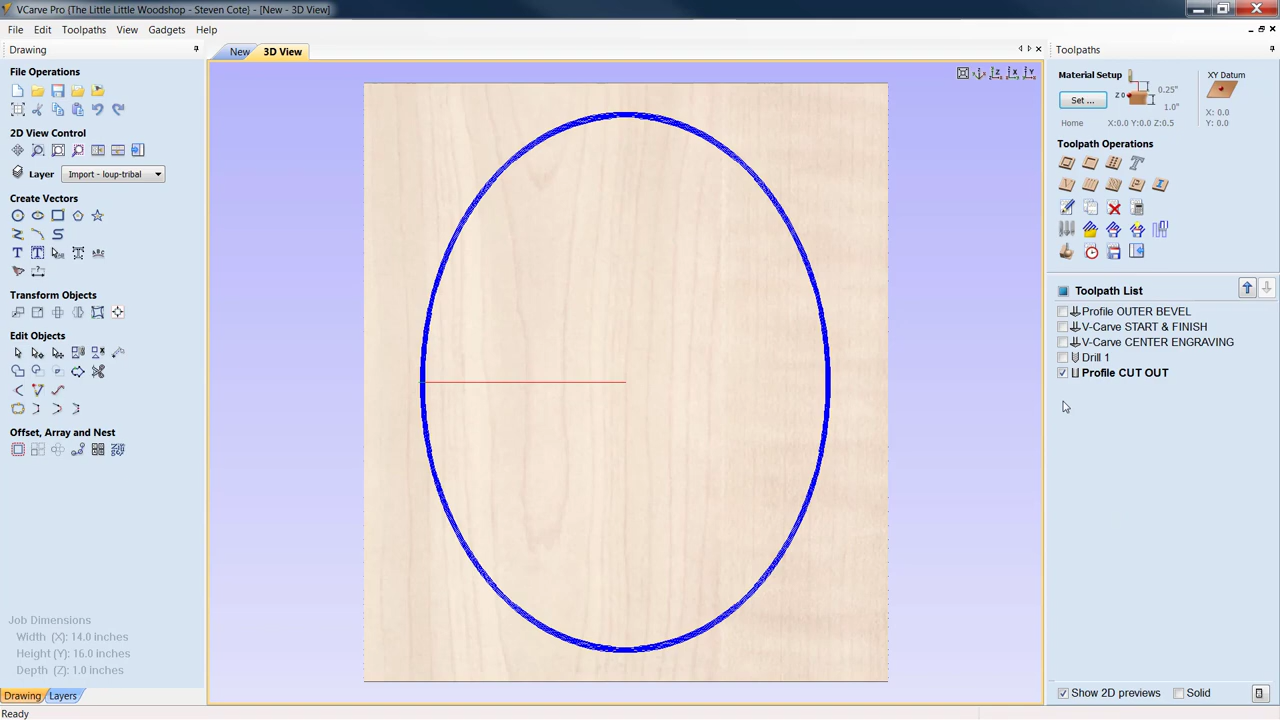 VCarve Pro (The Little Little Woodshop - Steven Cote) - [New - 3D View]
File Edit Toolpaths View Gadgets Help
Drawing
File Operations
2D View Control
Layer Import - loup-tribal
Create Vectors
Transform Objects
Edit Objects
Offset, Array and Nest
Job Dimensions
Width (X): 14.0 inches
Height (Y): 16.0 inches
Depth (Z): 1.0 inches
Drawing Layers
Ready
New 3D View
Toolpaths
Material Setup
XY Datum
Set ...
Z 0
0.25"
1.0"
X: 0.0
Y: 0.0
Home X:0.0 Y:0.0 Z:0.5
Toolpath Operations
Toolpath List
Profile OUTER BEVEL
V-Carve START & FINISH
V-Carve CENTER ENGRAVING
Drill 1
Profile CUT OUT
Show 2D previews Solid